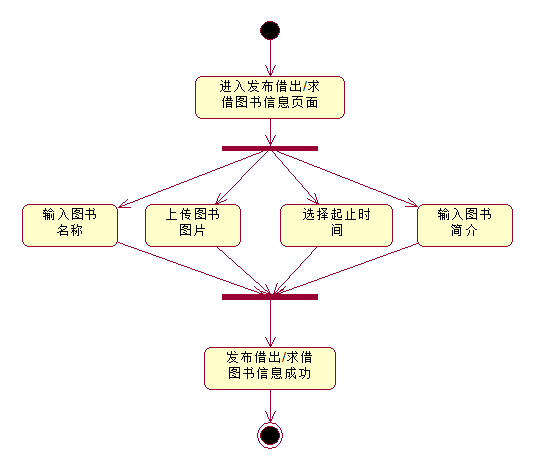 进入发布借出/求
借图书信息页面
输入图书
名称
上传图书
图片
选择起止时
间
输入图书
简介
发布借出/求借
图书信息成功